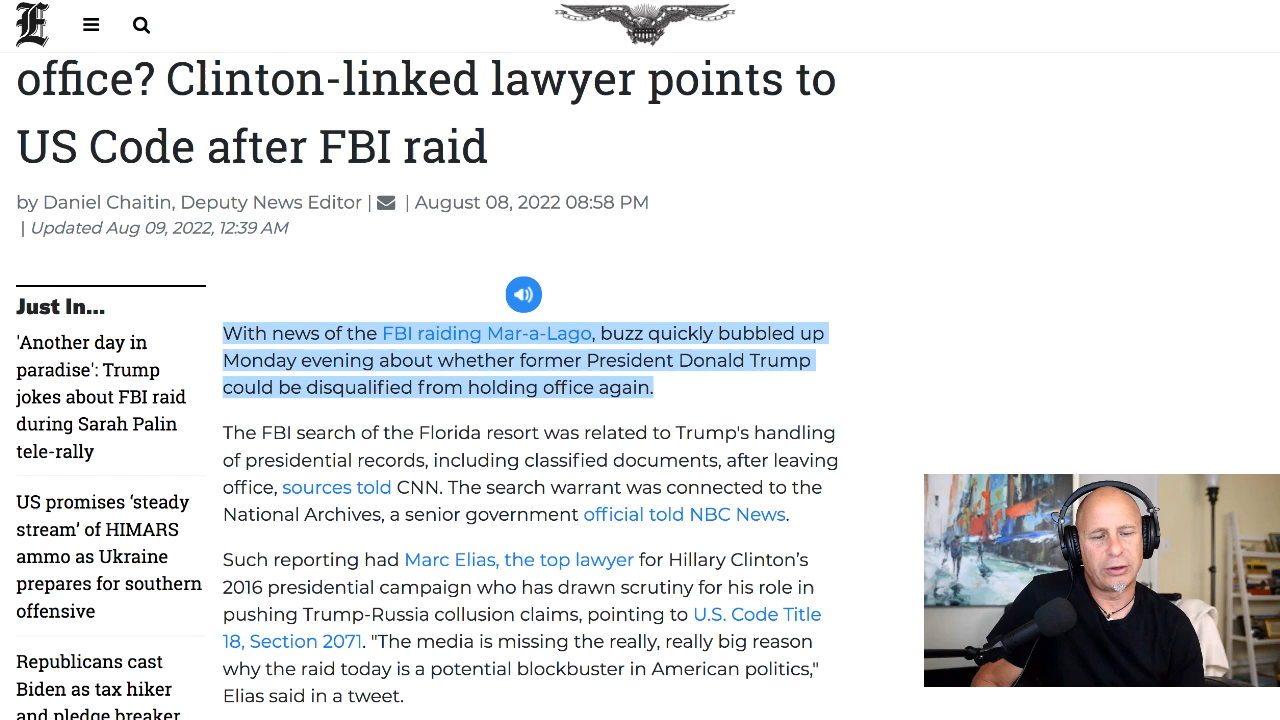 office? Clinton-linked lawyer points to
US Code after FBI raid
by Daniel Chaitin, Deputy News Editor | | August 08, 2022 08:58 PM
| Updated Aug 09, 2022, 12:39 AM
Just In...
'Another day in
paradise': Trump
jokes about FBI raid
during Sarah Palin
tele-rally
US promises ‘steady
stream’ of HIMARS
ammo as Ukraine
prepares for southern
offensive
Republicans cast
Biden as tax hiker
and pledge breaker
With news of the FBI raiding Mar-a-Lago, buzz quickly bubbled up
Monday evening about whether former President Donald Trump
could be disqualified from holding office again.
The FBI search of the Florida resort was related to Trump's handling
of presidential records, including classified documents, after leaving
office, sources told CNN. The search warrant was connected to the
National Archives, a senior government official told NBC News.
Such reporting had Marc Elias, the top lawyer for Hillary Clinton’s
2016 presidential campaign who has drawn scrutiny for his role in
pushing Trump-Russia collusion claims, pointing to U.S. Code Title
18, Section 2071. "The media is missing the really, really big reason
why the raid today is a potential blockbuster in American politics,"
Elias said in a tweet.